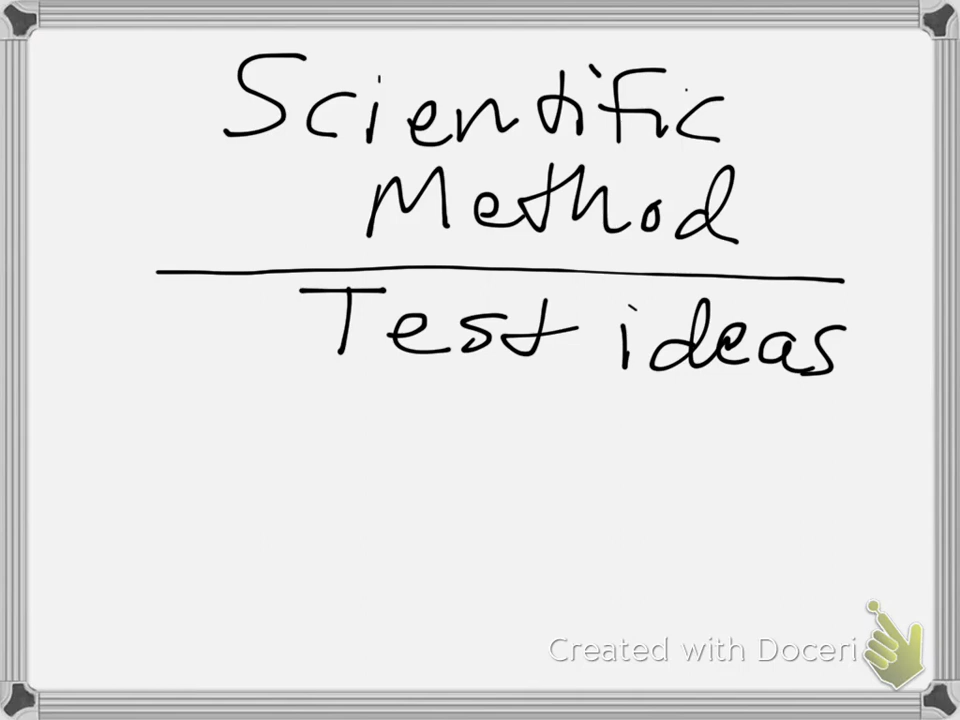 Scientific
Method
Test ideas
Created with Doceri